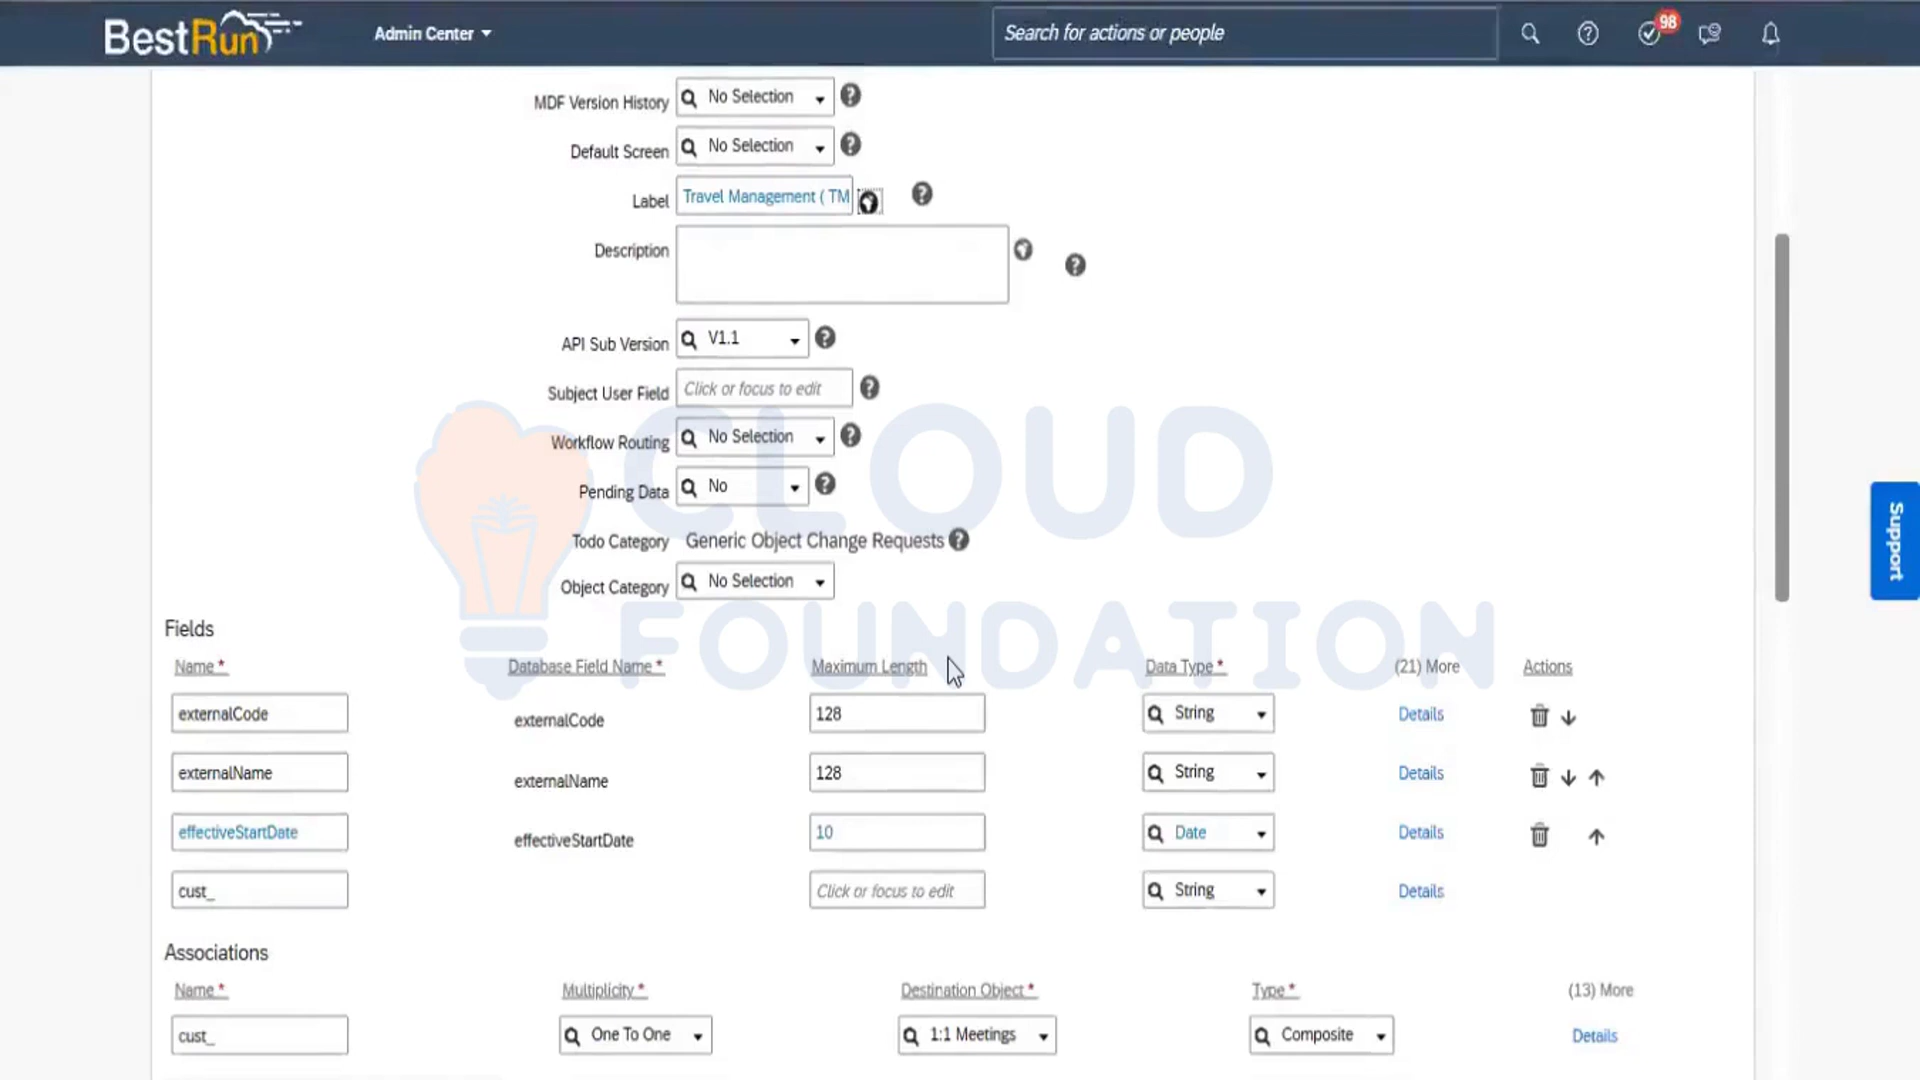 BestRun Admin Center Search for actions or people 98
MDF Version History No Selection
Default Screen No Selection
Label Travel Management ( TM
Description
API Sub Version V1.1
Subject User Field Click or focus to edit
Workflow Routing No Selection
Pending Data No
Todo Category Generic Object Change Requests
Object Category No Selection
CLOUD
FOUNDATION
Support
Fields
Name * Database Field Name * Maximum Length Data Type * (21) More Actions
externalCode externalCode 128 String Details
externalName externalName 128 String Details
effectiveStartDate effectiveStartDate 10 Date Details
cust_ Click or focus to edit String Details
Associations
Name * Multiplicity * Destination Object * Type * (13) More
cust_ One To One 1:1 Meetings Composite Details